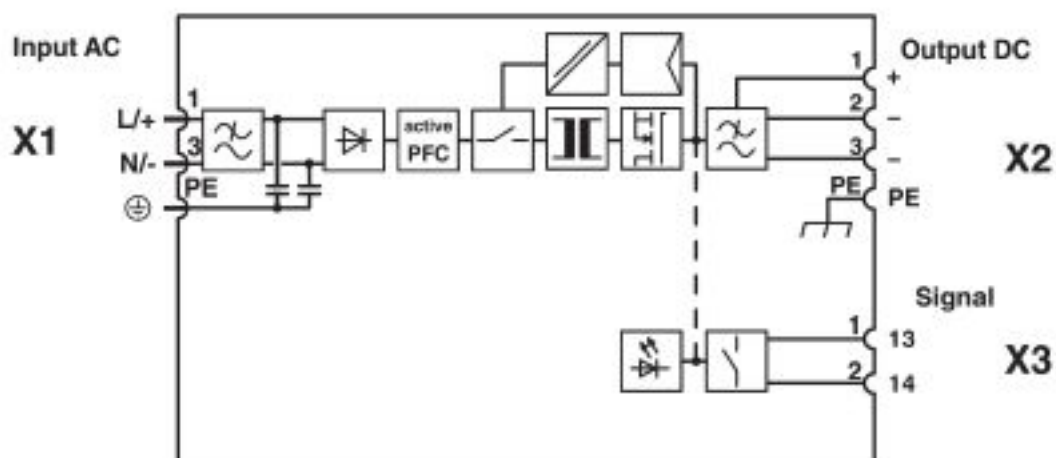 Input AC
X1
L/+
1
N/-
3
PE
active
PFC
Output DC
X2
1
+
2
–
3
–
PE
PE
Signal
X3
1
13
2
14